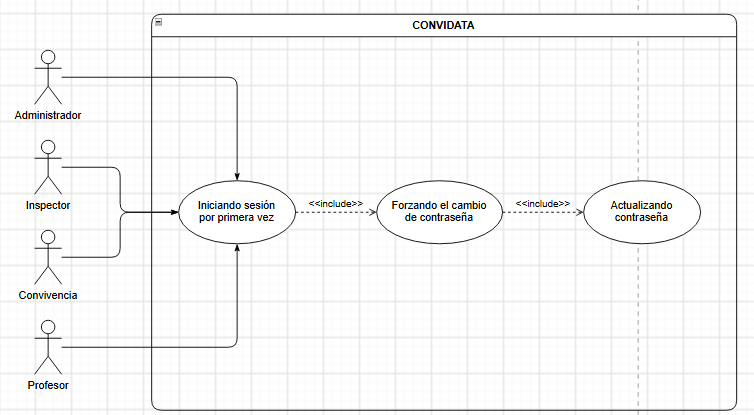 CONVIDATA
Administrador
Inspector
Convivencia
Profesor
Iniciando sesión
por primera vez
<<include>>
Forzando el cambio
de contraseña
<<include>>
Actualizando
contraseña